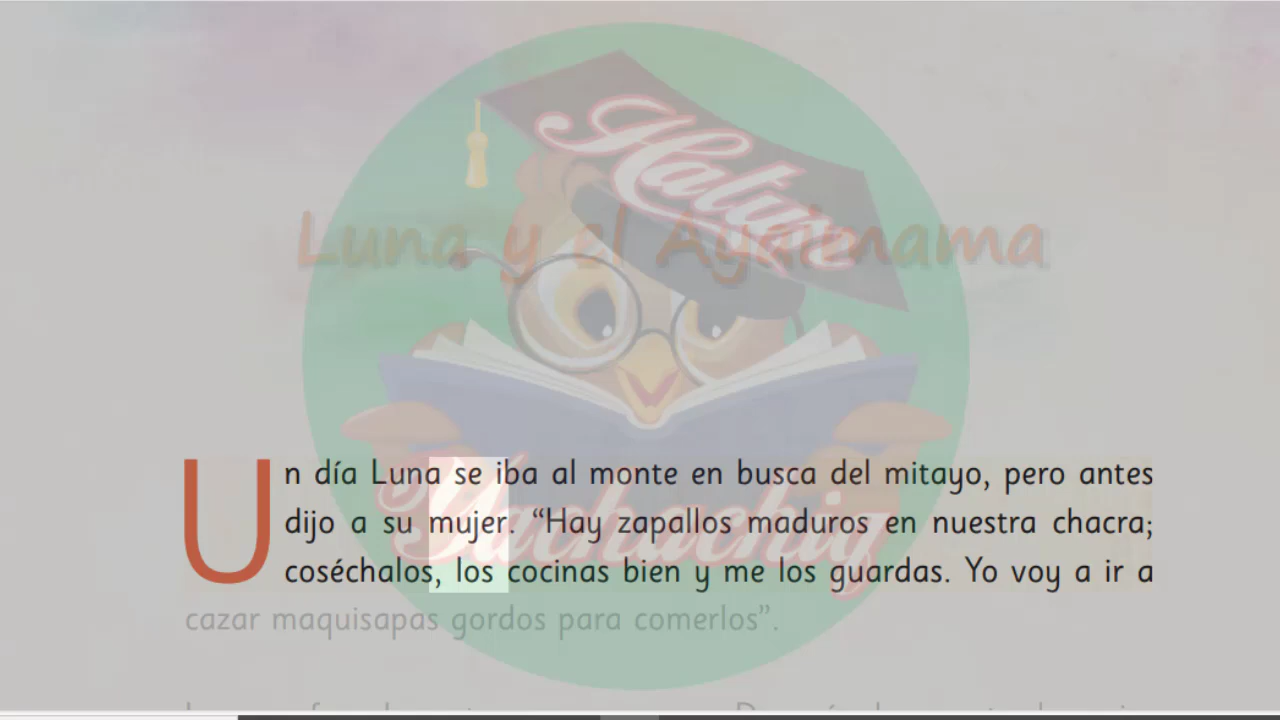 Hatun
Luna y el Ayaimama
Yachachiq
Un día Luna se iba al monte en busca del mitayo, pero antes
dijo a su mujer. “Hay zapallos maduros en nuestra chacra;
coséchalos, los cocinas bien y me los guardas. Yo voy a ir a
cazar maquisapas gordos para comerlos”.